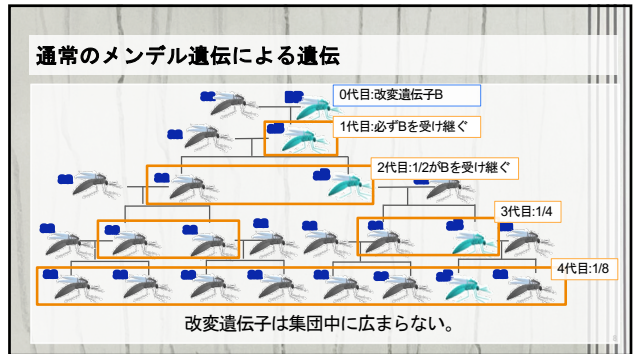 通常のメンデル遺伝による遺伝
0代目:改変遺伝子B
1代目:必ずBを受け継ぐ
2代目:1/2がBを受け継ぐ
3代目:1/4
4代目:1/8
改変遺伝子は集団中に広まらない。